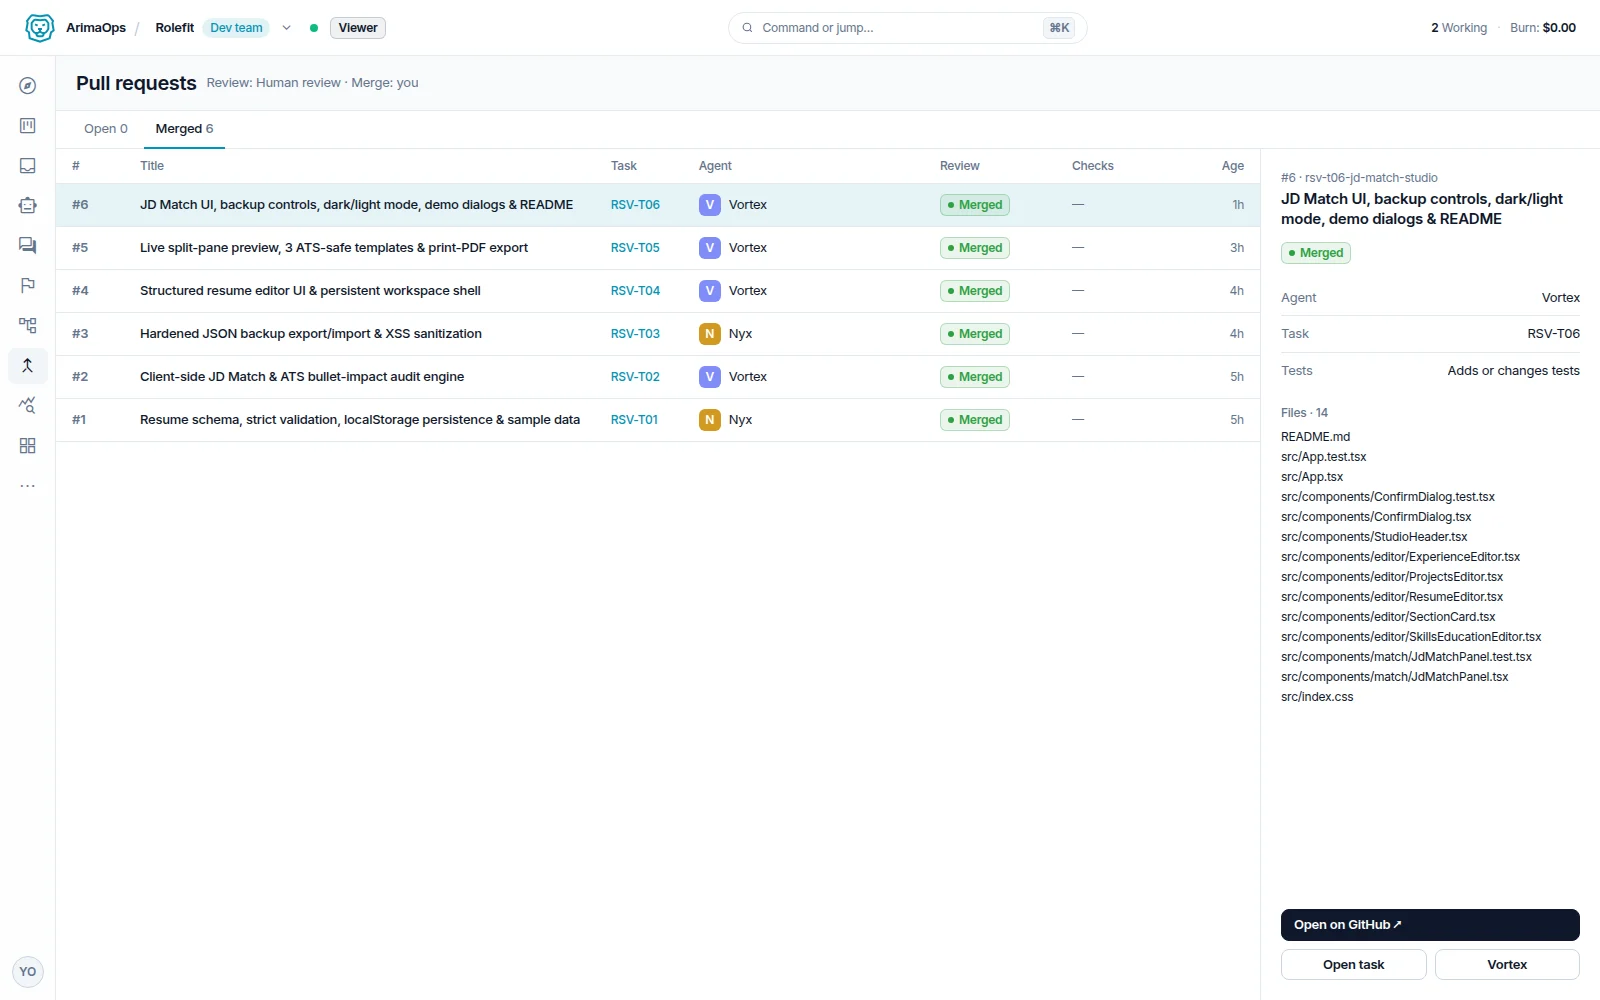 ArimaOps / Rolefit Dev team Viewer Command or jump... ⌘K 2 Working · Burn: $0.00
Pull requests Review: Human review · Merge: you
Open 0 Merged 6
# Title Task Agent Review Checks Age
#6 JD Match UI, backup controls, dark/light mode, demo dialogs & README RSV-T06 V Vortex Merged — 1h
#5 Live split-pane preview, 3 ATS-safe templates & print-PDF export RSV-T05 V Vortex Merged — 3h
#4 Structured resume editor UI & persistent workspace shell RSV-T04 V Vortex Merged — 4h
#3 Hardened JSON backup export/import & XSS sanitization RSV-T03 N Nyx Merged — 4h
#2 Client-side JD Match & ATS bullet-impact audit engine RSV-T02 V Vortex Merged — 5h
#1 Resume schema, strict validation, localStorage persistence & sample data RSV-T01 N Nyx Merged — 5h
#6 · rsv-t06-jd-match-studio
JD Match UI, backup controls, dark/light
mode, demo dialogs & README
Merged
Agent Vortex
Task RSV-T06
Tests Adds or changes tests
Files · 14
README.md
src/App.test.tsx
src/App.tsx
src/components/ConfirmDialog.test.tsx
src/components/ConfirmDialog.tsx
src/components/StudioHeader.tsx
src/components/editor/ExperienceEditor.tsx
src/components/editor/ProjectsEditor.tsx
src/components/editor/ResumeEditor.tsx
src/components/editor/SectionCard.tsx
src/components/editor/SkillsEducationEditor.tsx
src/components/match/JdMatchPanel.test.tsx
src/components/match/JdMatchPanel.tsx
src/index.css
Open on GitHub ↗
Open task Vortex
YO